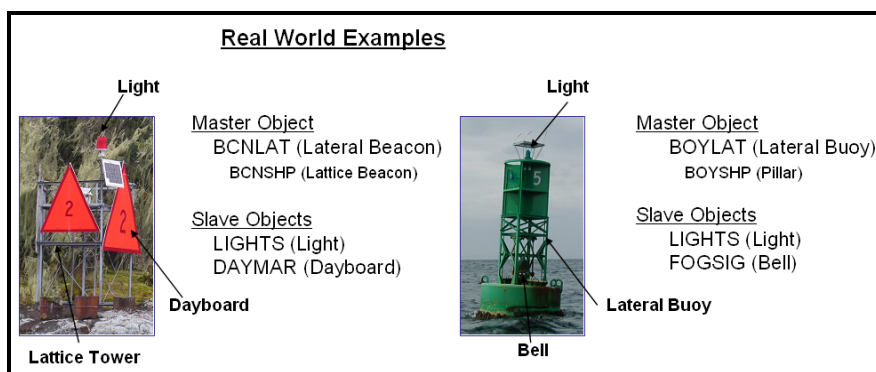 Real World Examples
Light
Master Object
BCNLAT (Lateral Beacon)
BCNSHP (Lattice Beacon)
Slave Objects
LIGHTS (Light)
DAYMAR (Dayboard)
2
2
Dayboard
Lattice Tower
Light
Master Object
BOYLAT (Lateral Buoy)
BOYSHP (Pillar)
Slave Objects
LIGHTS (Light)
FOGSIG (Bell)
5
Lateral Buoy
Bell